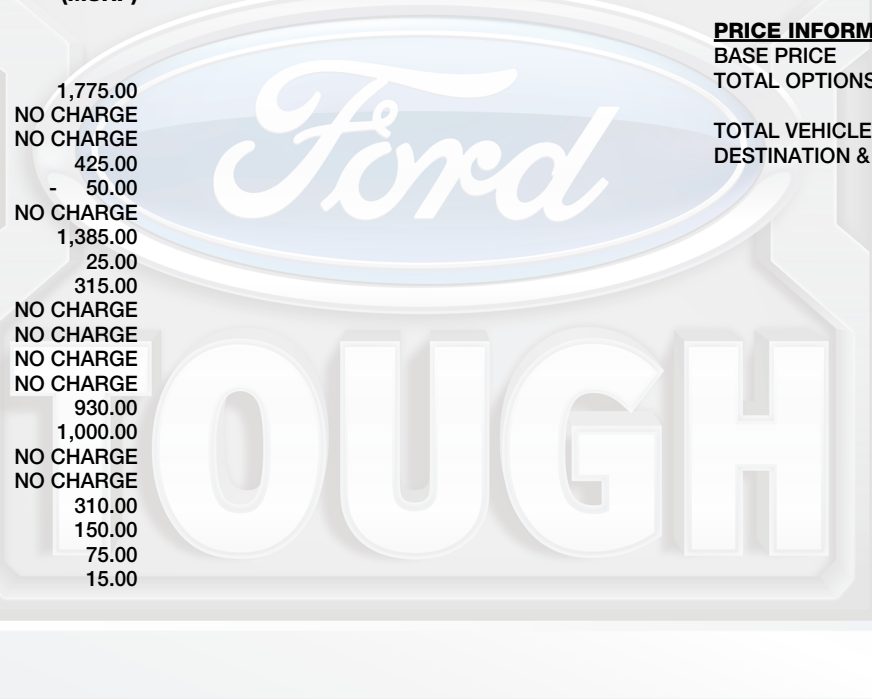 1,775.00
NO CHARGE
NO CHARGE
425.00
- 50.00
NO CHARGE
1,385.00
25.00
315.00
NO CHARGE
NO CHARGE
NO CHARGE
NO CHARGE
930.00
1,000.00
NO CHARGE
NO CHARGE
310.00
150.00
75.00
15.00
PRICE INFORM
BASE PRICE
TOTAL OPTIONS
TOTAL VEHICLE
DESTINATION &
Ford
TOUGH